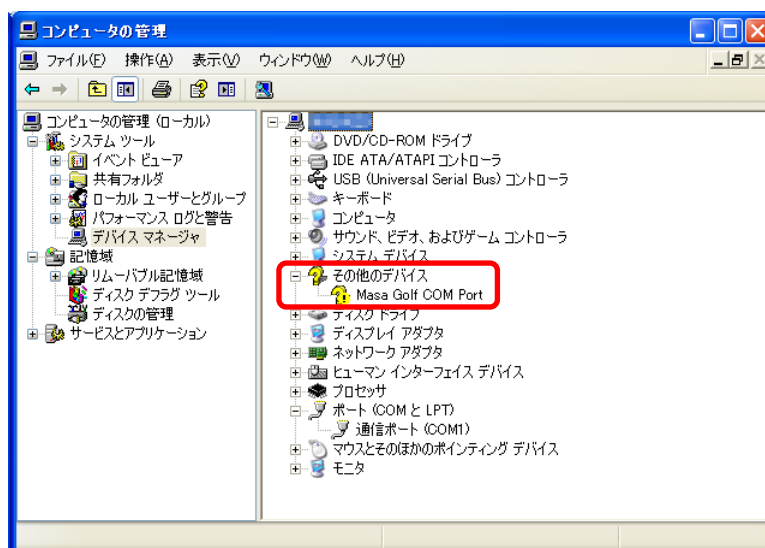 コンピュータの管理
ファイル(F) 操作(A) 表示(V) ウィンドウ(W) ヘルプ(H)
コンピュータの管理 (ローカル)
システム ツール
イベント ビューア
共有フォルダ
ローカル ユーザーとグループ
パフォーマンス ログと警告
デバイス マネージャ
記憶域
リムーバブル記憶域
ディスク デフラグ ツール
ディスクの管理
サービスとアプリケーション
DVD/CD-ROM ドライブ
IDE ATA/ATAPI コントローラ
USB (Universal Serial Bus) コントローラ
キーボード
コンピュータ
サウンド、ビデオ、およびゲーム コントローラ
システム デバイス
その他のデバイス
Masa Golf COM Port
ディスク ドライブ
ディスプレイ アダプタ
ネットワーク アダプタ
ヒューマン インターフェイス デバイス
プロセッサ
ポート (COM と LPT)
通信ポート (COM1)
マウスとそのほかのポインティング デバイス
モニタ